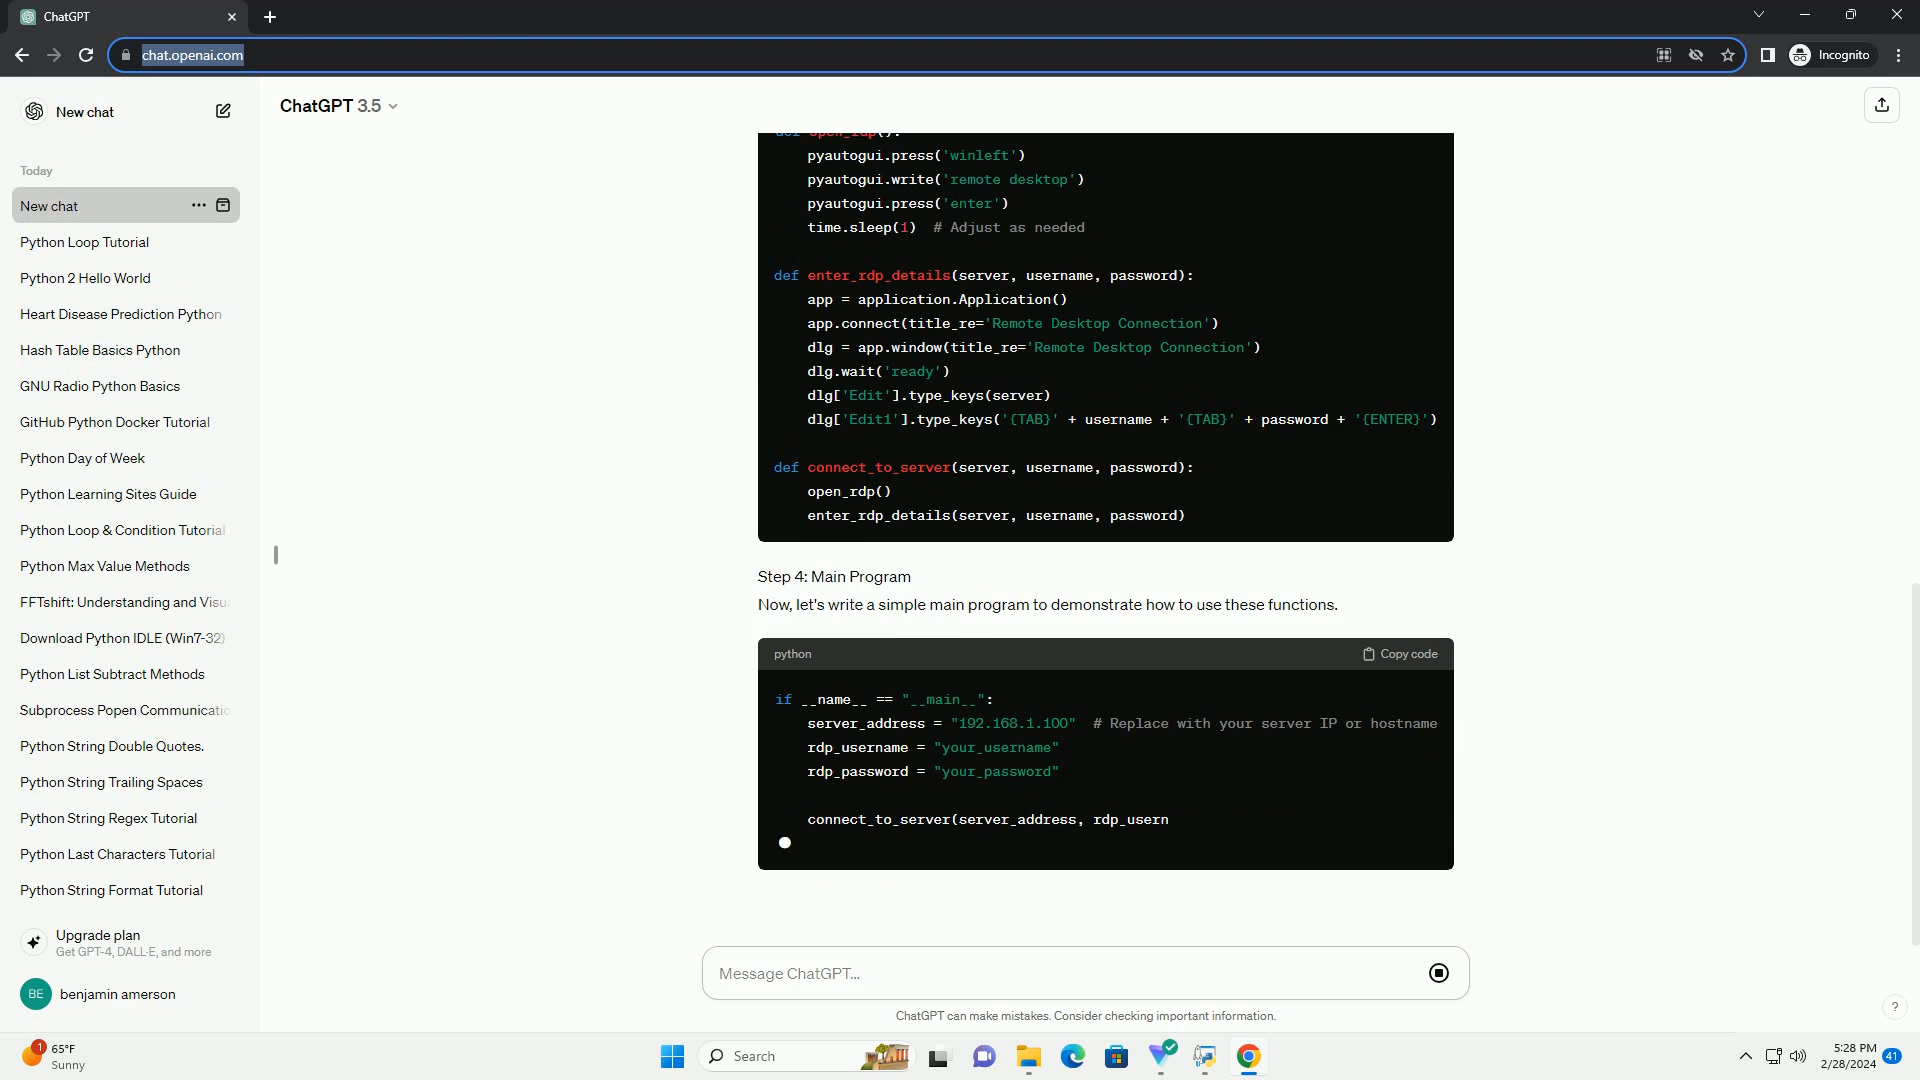 ChatGPT
chat.openai.com
Incognito
New chat
Today
New chat
Python Loop Tutorial
Python 2 Hello World
Heart Disease Prediction Python
Hash Table Basics Python
GNU Radio Python Basics
GitHub Python Docker Tutorial
Python Day of Week
Python Learning Sites Guide
Python Loop & Condition Tutorial
Python Max Value Methods
FFTshift: Understanding and Visu
Download Python IDLE (Win7-32)
Python List Subtract Methods
Subprocess Popen Communicatio
Python String Double Quotes.
Python String Trailing Spaces
Python String Regex Tutorial
Python Last Characters Tutorial
Python String Format Tutorial
Upgrade plan
Get GPT-4, DALL·E, and more
BE benjamin amerson
ChatGPT 3.5
def open_rdp():
pyautogui.press('winleft')
pyautogui.write('remote desktop')
pyautogui.press('enter')
time.sleep(1)  # Adjust as needed
def enter_rdp_details(server, username, password):
app = application.Application()
app.connect(title_re='Remote Desktop Connection')
dlg = app.window(title_re='Remote Desktop Connection')
dlg.wait('ready')
dlg['Edit'].type_keys(server)
dlg['Edit1'].type_keys('{TAB}' + username + '{TAB}' + password + '{ENTER}')
def connect_to_server(server, username, password):
open_rdp()
enter_rdp_details(server, username, password)
Step 4: Main Program
Now, let's write a simple main program to demonstrate how to use these functions.
python
Copy code
if __name__ == "__main__":
server_address = "192.168.1.100"  # Replace with your server IP or hostname
rdp_username = "your_username"
rdp_password = "your_password"
connect_to_server(server_address, rdp_usern
Message ChatGPT...
ChatGPT can make mistakes. Consider checking important information.
?
1
65°F
Sunny
Search
5:28 PM
2/28/2024
41